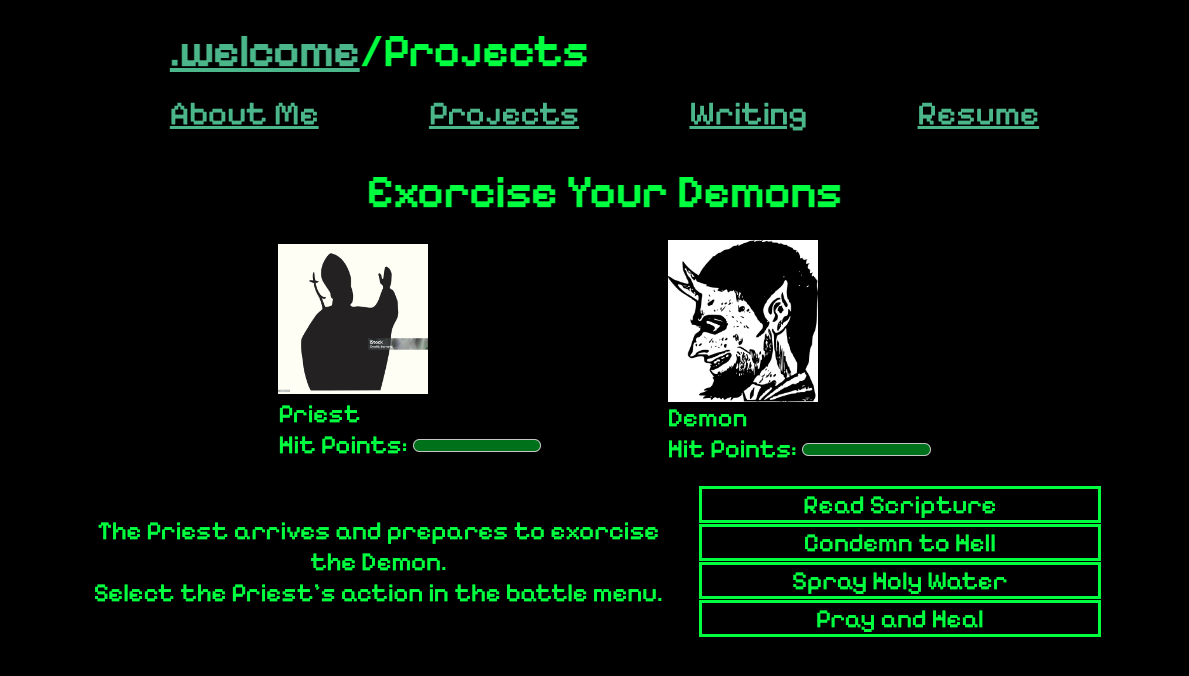 .welcome/Projects
About Me Projects Writing Resume
Exorcise Your Demons
iStock
Priest
Hit Points:
Demon
Hit Points:
The Priest arrives and prepares to exorcise
the Demon.
Select the Priest's action in the battle menu.
Read Scripture
Condemn to Hell
Spray Holy Water
Pray and Heal